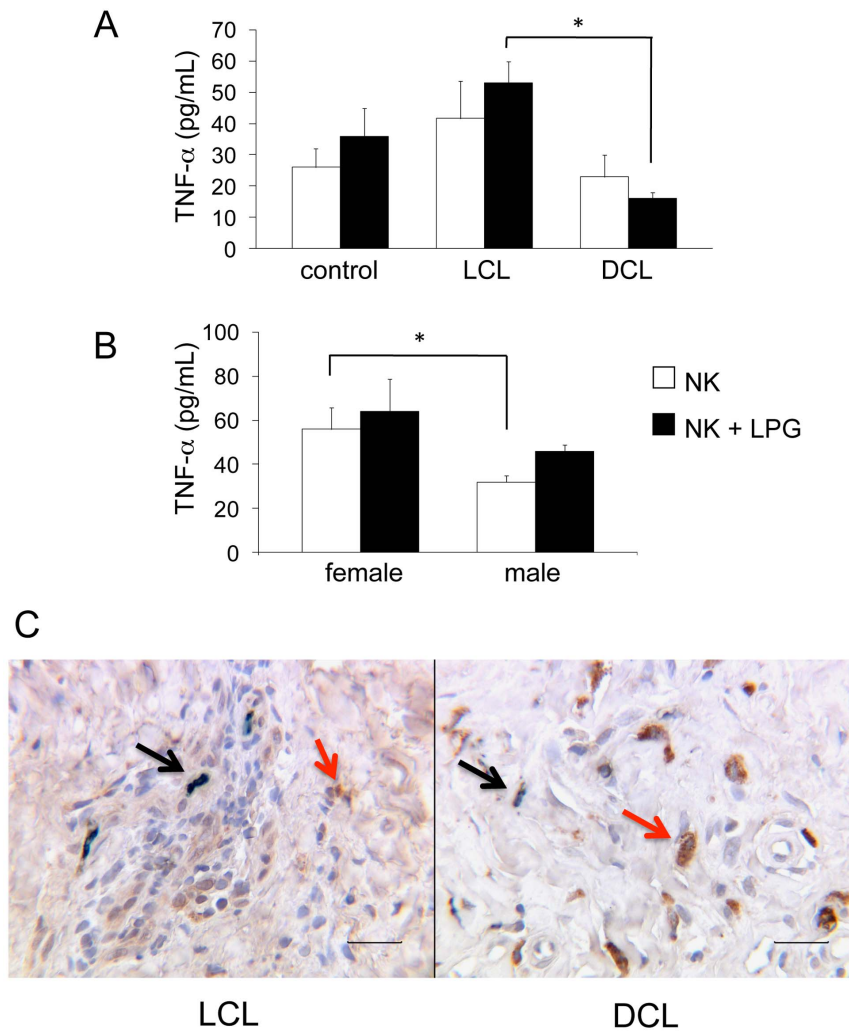 A
TNF-α (pg/mL)
70
60
50
40
30
20
10
0
*
control LCL DCL
B
TNF-α (pg/mL)
100
80
60
40
20
0
*
female male
NK
NK + LPG
C
LCL DCL